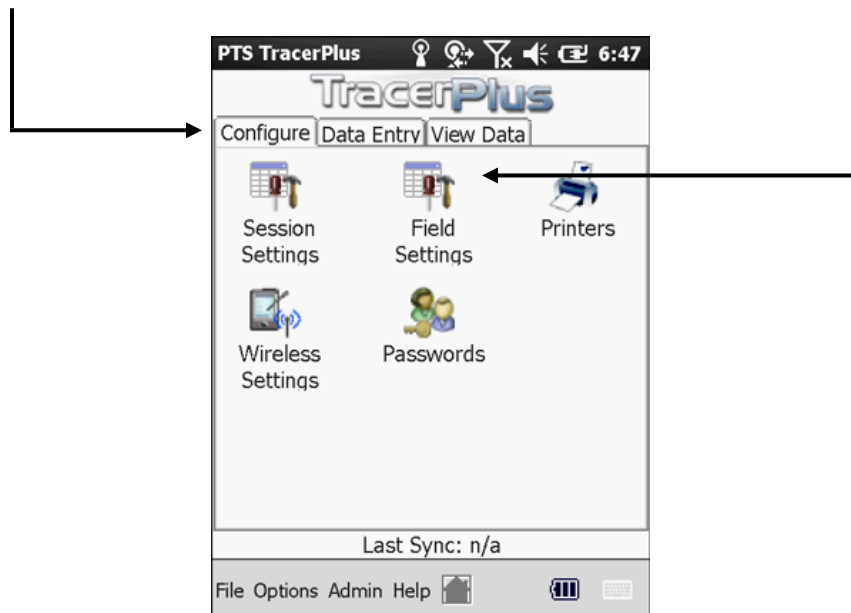 PTS TracerPlus 6:47
TracerPlus
Configure Data Entry View Data
Session Settings
Field Settings
Printers
Wireless Settings
Passwords
Last Sync: n/a
File Options Admin Help